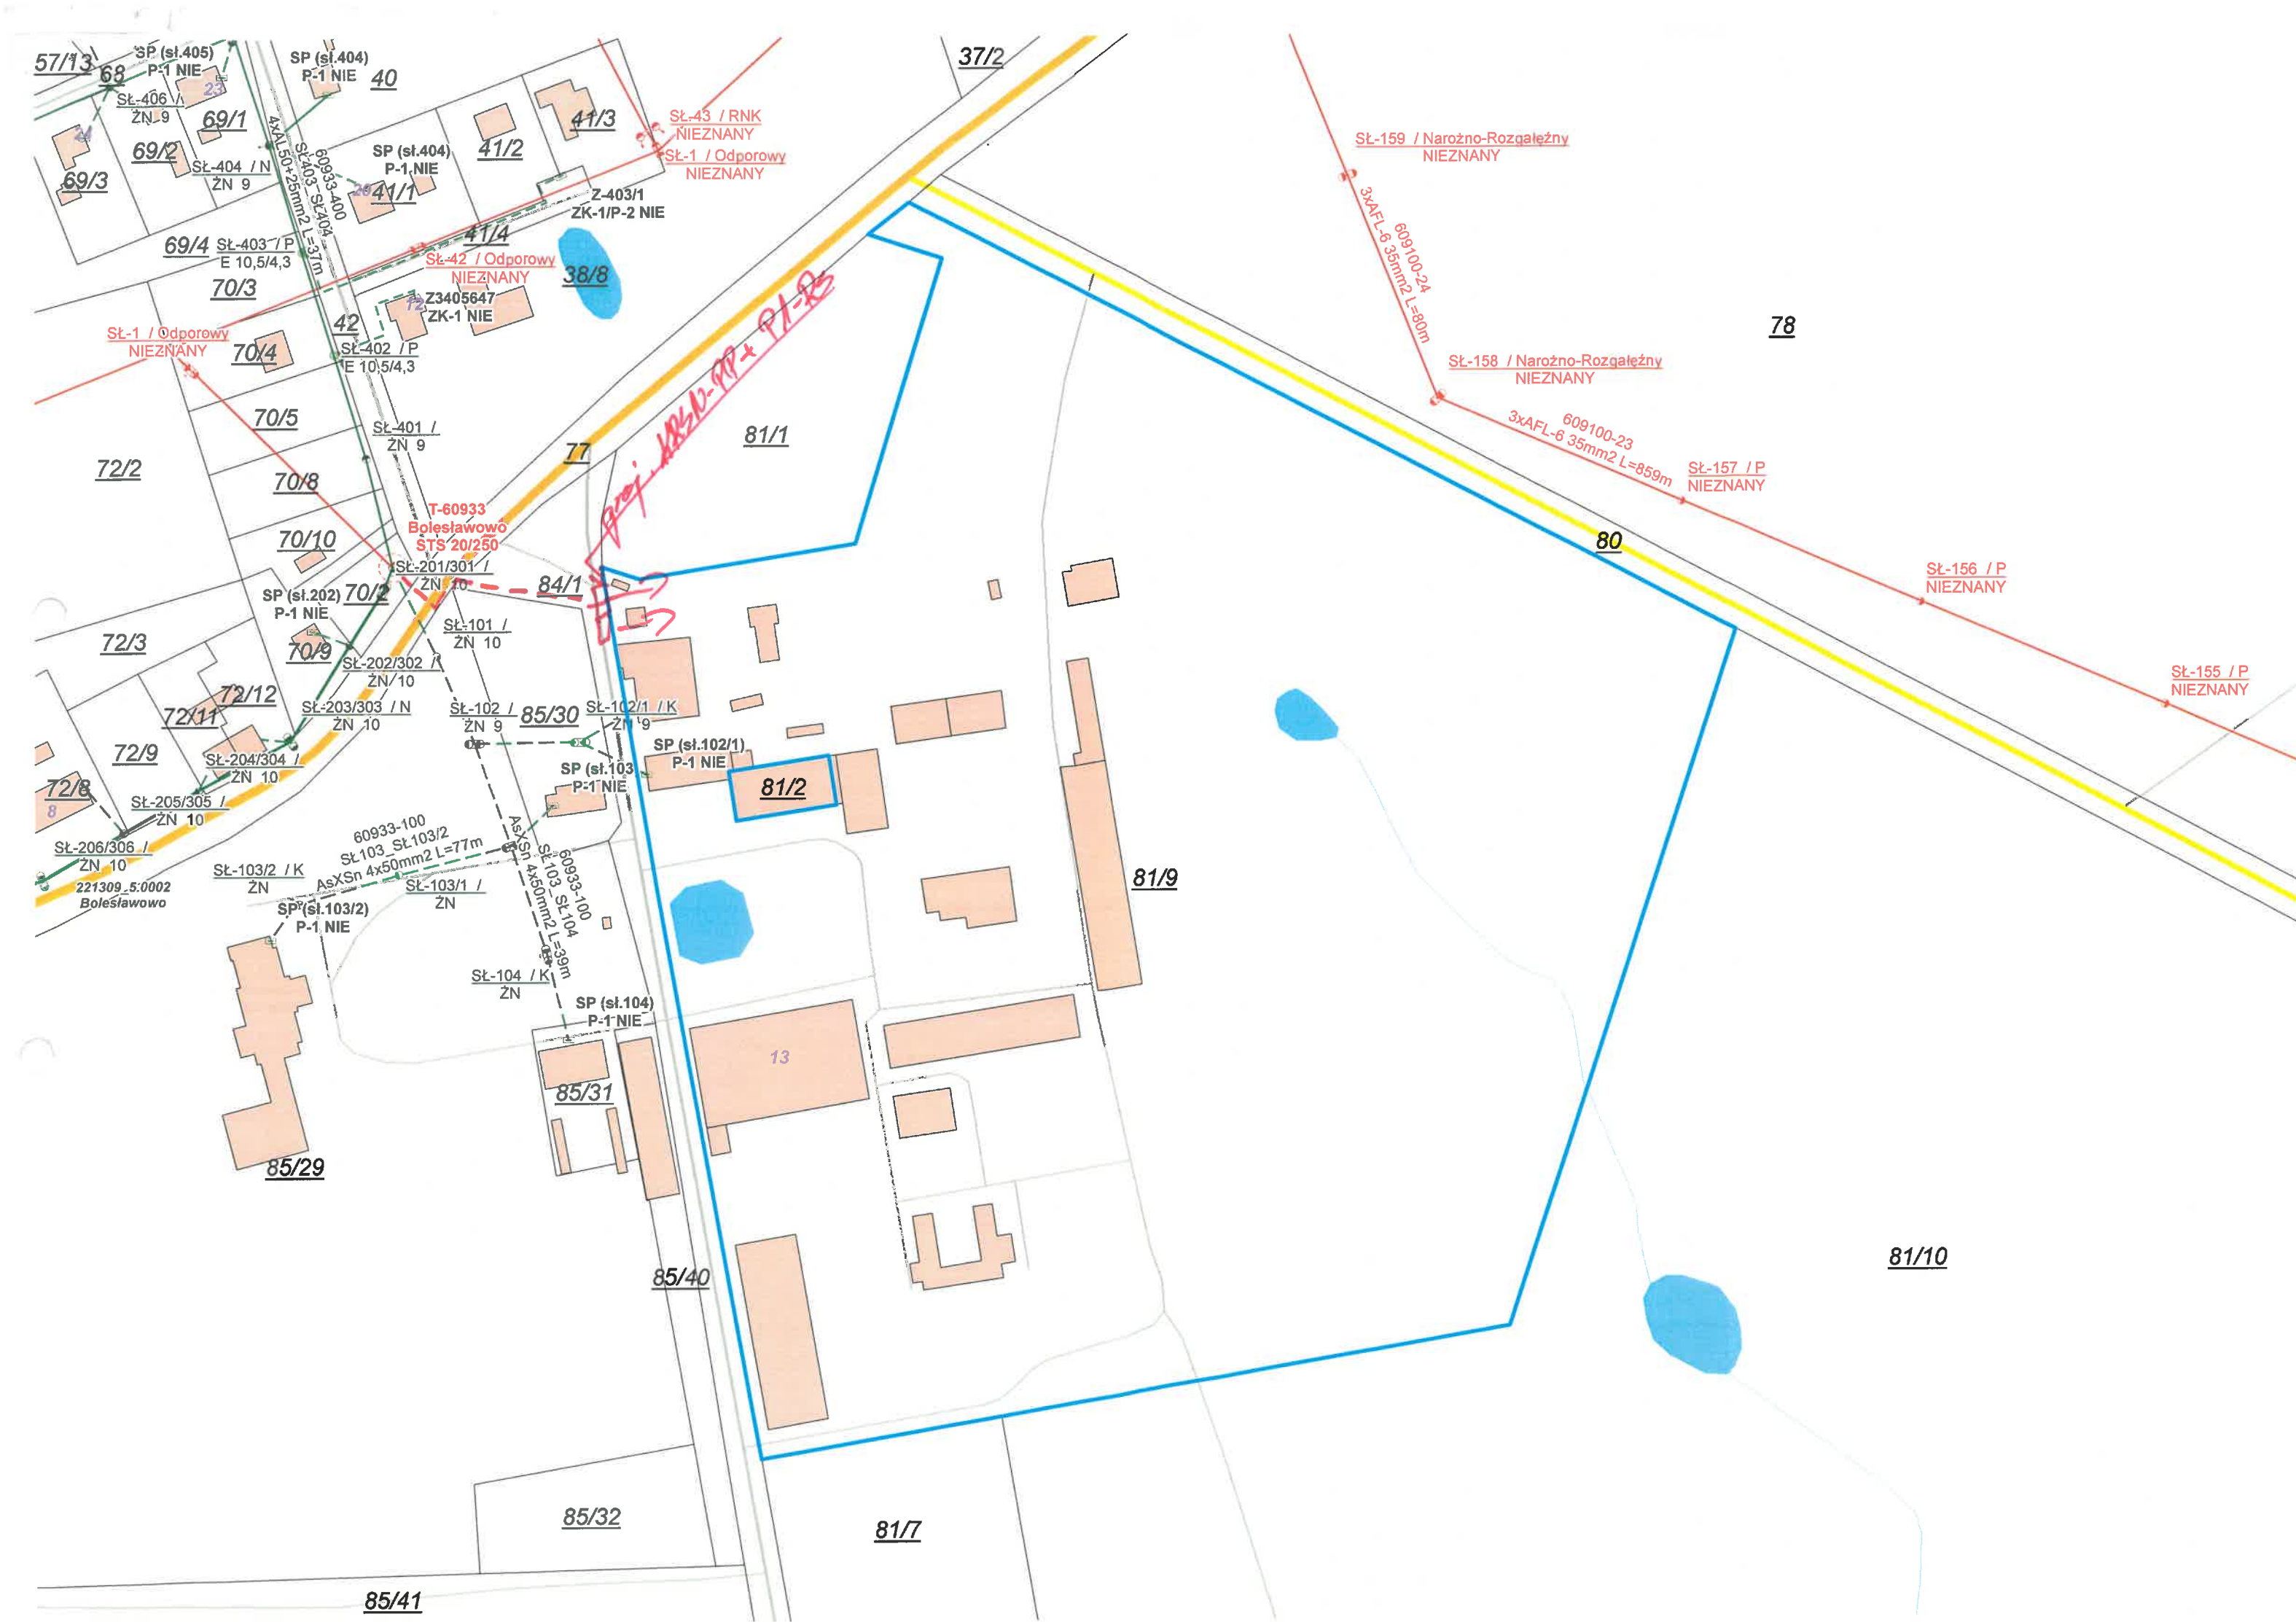 57/13
68
SP (sł.405)
P-1 NIE
23
SP (sł.404)
P-1 NIE
40
37/2
SŁ-406 /
ŻN 9
24
69/1
69/2
69/3
SŁ-404 / N
ŻN 9
4xAL50+25mm2 L=37m
SŁ403_SŁ404
60933-400
SP (sł.404)
P-1 NIE
20
41/1
41/2
41/3
SŁ-43 / RNK
NIEZNANY
SŁ-1 / Odporowy
NIEZNANY
SŁ-159 / Narożno-Rozgałęźny
NIEZNANY
Z-403/1
ZK-1/P-2 NIE
69/4
SŁ-403 / P
E 10,5/4,3
41/4
SŁ-42 / Odporowy
NIEZNANY
38/8
609100-24
3xAFL-6 35mm2 L=80m
70/3
12
Z3405647
ZK-1 NIE
42
SŁ-1 / Odporowy
NIEZNANY
70/4
SŁ-402 / P
E 10,5/4,3
78
SŁ-158 / Narożno-Rozgałęźny
NIEZNANY
70/5
SŁ-401 /
ŻN 9
proj.
81/1
77
609100-23
3xAFL-6 35mm2 L=859m
SŁ-157 / P
NIEZNANY
72/2
70/8
T-60933
Bolesławowo
STS 20/250
70/10
SŁ-201/301 /
ŻN 10
80
SŁ-156 / P
NIEZNANY
SP (sł.202)
P-1 NIE
70/2
84/1
72/3
70/9
SŁ-101 /
ŻN 10
SŁ-202/302 /
ŻN 10
SŁ-155 / P
NIEZNANY
72/12
72/11
SŁ-203/303 / N
ŻN 10
SŁ-102 /
ŻN 9
85/30
SŁ-102/1 / K
ŻN 9
SP (sł.102/1)
P-1 NIE
72/9
SŁ-204/304 /
ŻN 10
SP (sł.103
P-1 NIE
81/2
72/8
8
SŁ-205/305 /
ŻN 10
60933-100
SŁ103_SŁ103/2
AsXSn 4x50mm2 L=77m
60933-100
SŁ103_SŁ104
AsXSn 4x50mm2 L=39m
SŁ-206/306 /
ŻN 10
221309_5.0002
Bolesławowo
SŁ-103/2 / K
ŻN
SŁ-103/1 /
ŻN
SP (sł.103/2)
P-1 NIE
81/9
SŁ-104 / K
ŻN
SP (sł.104)
P-1 NIE
13
85/31
85/29
85/40
81/10
85/32
81/7
85/41